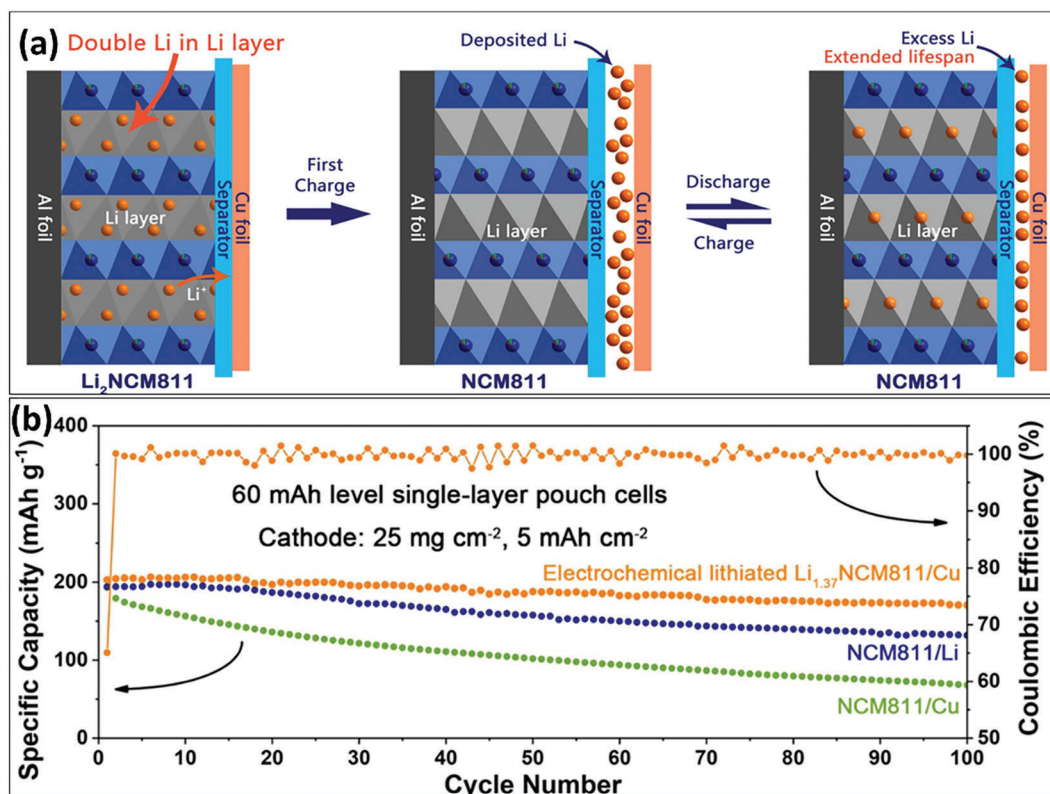 (a)
Double Li in Li layer
Al foil
Li layer
Li⁺
Separator
Cu foil
Li₂NCM811
First
Charge
Deposited Li
Al foil
Li layer
Separator
Cu foil
NCM811
Discharge
Charge
Excess Li
Extended lifespan
Al foil
Li layer
Separator
Cu foil
NCM811
(b)
Specific Capacity (mAh g⁻¹)
400
300
200
100
0
60 mAh level single-layer pouch cells
Cathode: 25 mg cm⁻², 5 mAh cm⁻²
Electrochemical lithiated Li₁.₃₇NCM811/Cu
NCM811/Li
NCM811/Cu
100
90
80
70
60
50
Coulombic Efficiency (%)
0 10 20 30 40 50 60 70 80 90 100
Cycle Number